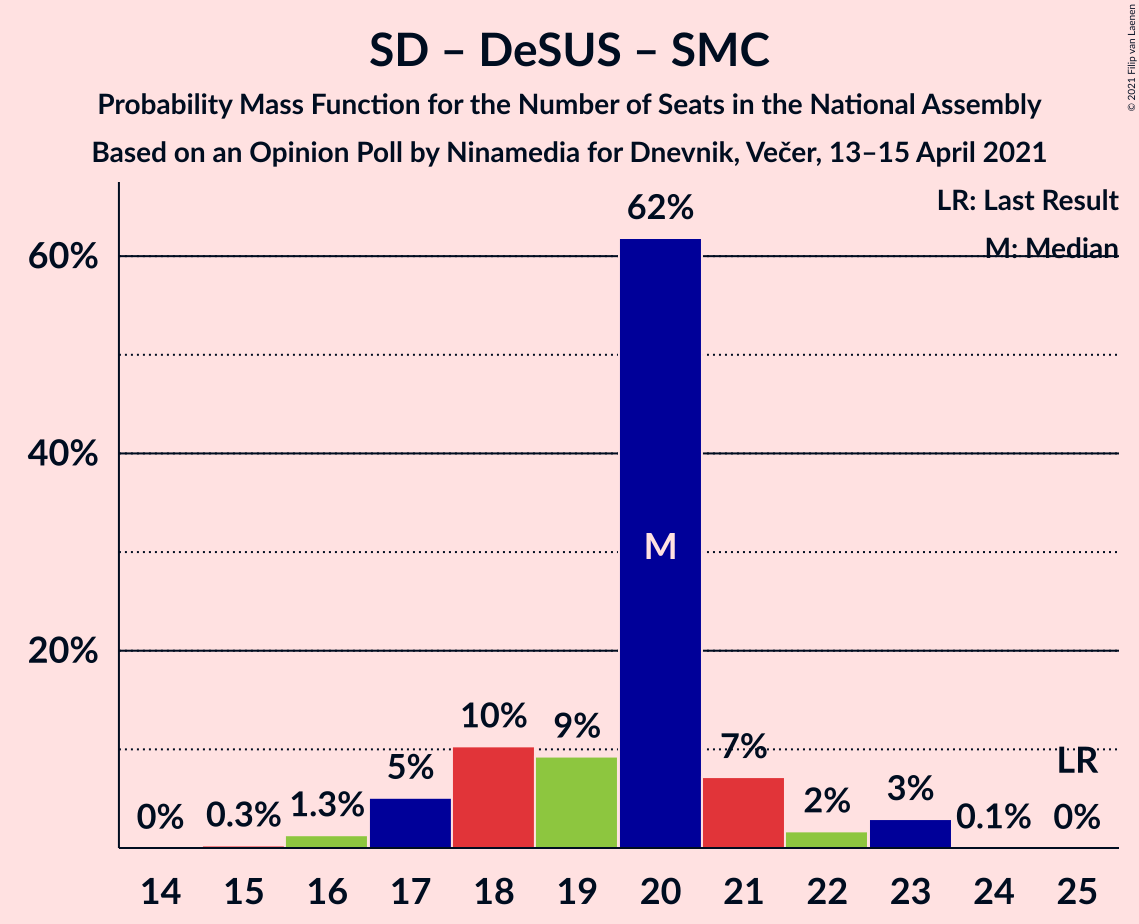 SD – DeSUS – SMC
Probability Mass Function for the Number of Seats in the National Assembly
Based on an Opinion Poll by Ninamedia for Dnevnik, Večer, 13–15 April 2021
© 2021 Filip van Laenen
LR: Last Result
M: Median
60%
40%
20%
0%
0.3%
1.3%
5%
10%
9%
62%
M
7%
2%
3%
0.1%
LR
0%
14 15 16 17 18 19 20 21 22 23 24 25